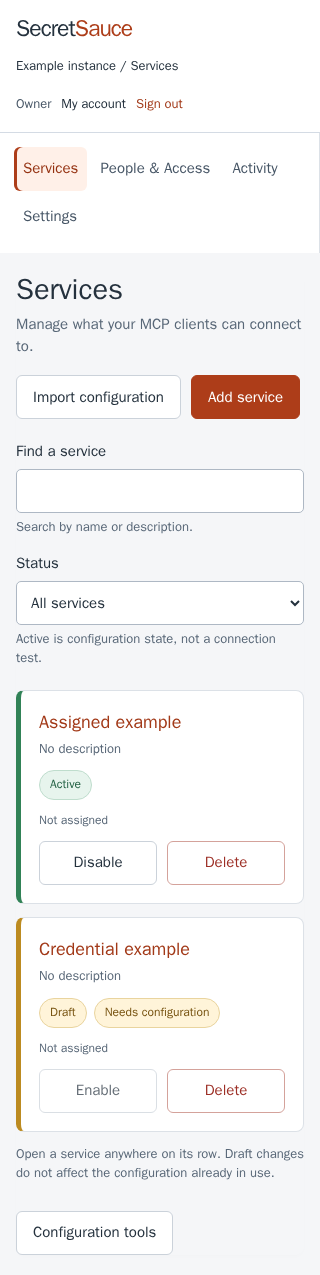 SecretSauce
Example instance / Services
Owner My account Sign out
Services People & Access Activity
Settings
Services
Manage what your MCP clients can connect
to.
Import configuration Add service
Find a service
Search by name or description.
Status
All services
Active is configuration state, not a connection
test.
Assigned example
No description
Active
Not assigned
Disable Delete
Credential example
No description
Draft Needs configuration
Not assigned
Enable Delete
Open a service anywhere on its row. Draft changes
do not affect the configuration already in use.
Configuration tools